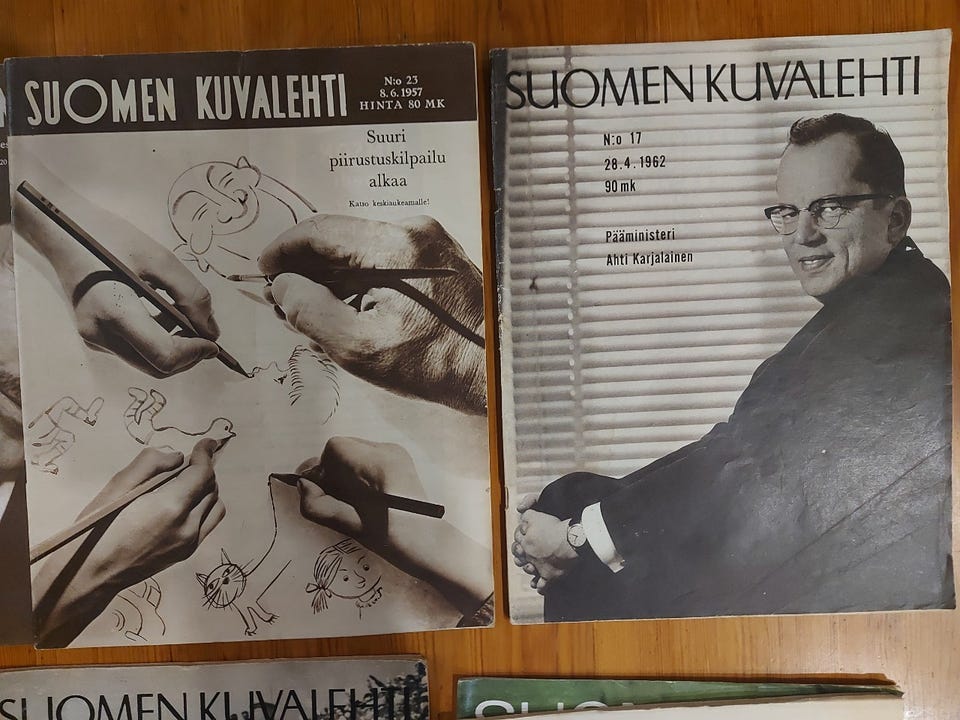 SUOMEN KUVALEHTI
N:o 23
8.6.1957
HINTA 80 MK
Suuri
piirustuskilpailu
alkaa
Katso keskiaukeamalle!
SUOMEN KUVALEHTI
N:o 17
28.4.1962
90 mk
Pääministeri
Ahti Karjalainen
SUOMEN KUVALEHTI
SUO